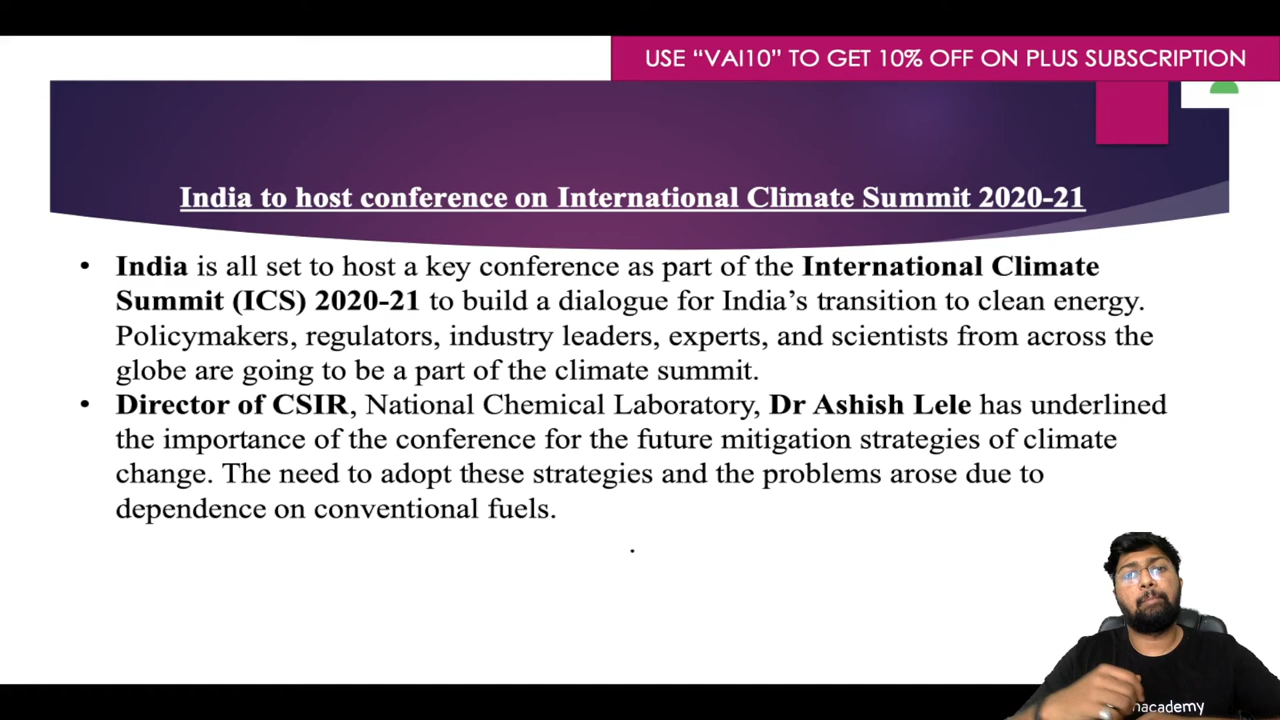 USE “VAI10” TO GET 10% OFF ON PLUS SUBSCRIPTION
India to host conference on International Climate Summit 2020-21
• India is all set to host a key conference as part of the International Climate
Summit (ICS) 2020-21 to build a dialogue for India’s transition to clean energy.
Policymakers, regulators, industry leaders, experts, and scientists from across the
globe are going to be a part of the climate summit.
• Director of CSIR, National Chemical Laboratory, Dr Ashish Lele has underlined
the importance of the conference for the future mitigation strategies of climate
change. The need to adopt these strategies and the problems arose due to
dependence on conventional fuels.
.
nacademy